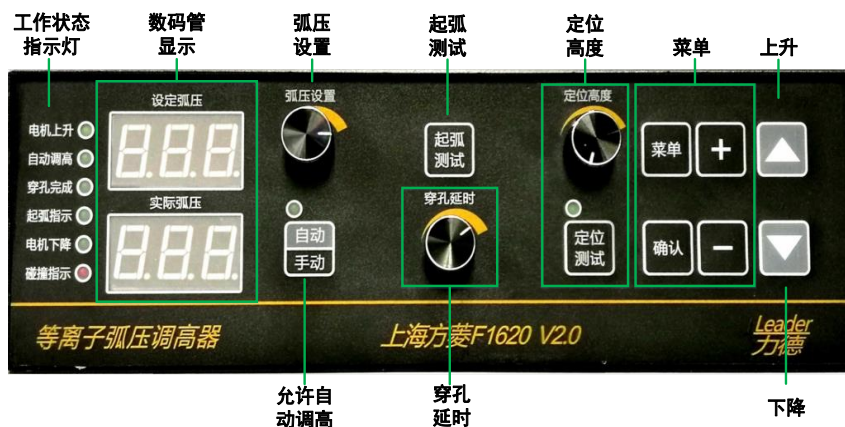 工作状态
指示灯
数码管
显示
弧压
设置
起弧
测试
定位
高度
菜单
上升
设定弧压
弧压设置
定位高度
电机上升
自动调高
穿孔完成
起弧指示
电机下降
碰撞指示
8.8.8.
实际弧压
8.8.8.
起弧
测试
穿孔延时
自动
手动
定位
测试
菜单
+
确认
−
等离子弧压调高器
上海方菱F1620 V2.0
Leader
力德
允许自
动调高
穿孔
延时
下降